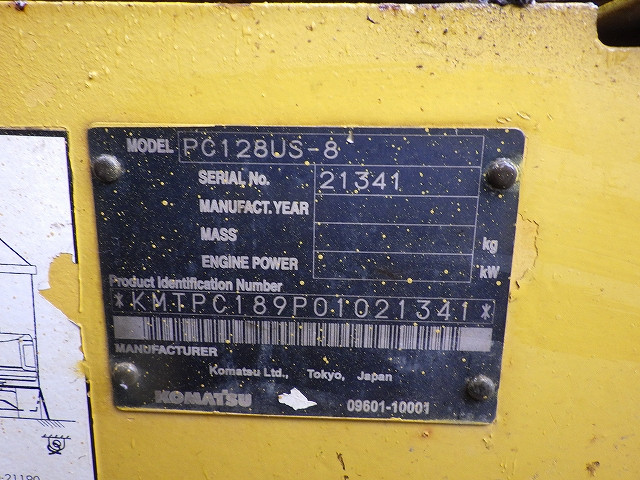 MODEL PC128US-8
SERIAL No. 21341
MANUFACT.YEAR
MASS kg
ENGINE POWER kW
Product Identification Number
*KMTPC189P01021341*
MANUFACTURER
Komatsu Ltd., Tokyo, Japan
KOMATSU 09601-10001
-21190